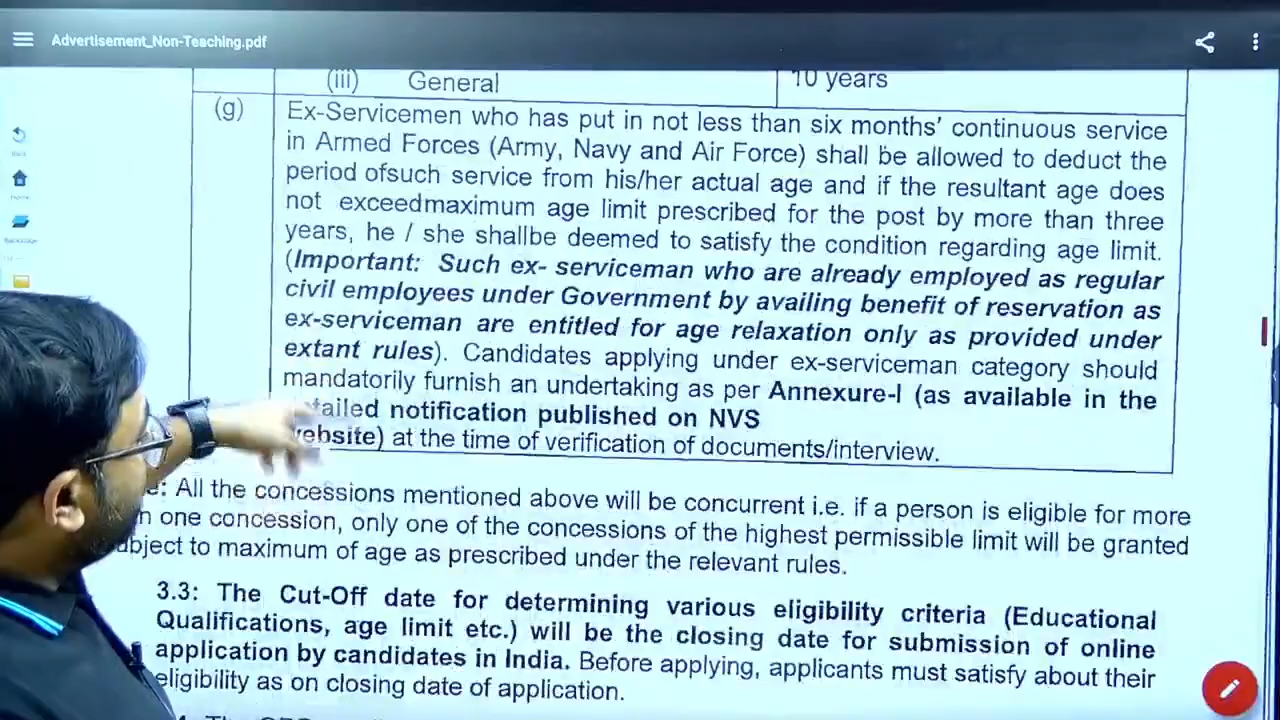 Advertisement_Non-Teaching.pdf
(iii) General
10 years
(g)
Ex-Servicemen who has put in not less than six months' continuous service
in Armed Forces (Army, Navy and Air Force) shall be allowed to deduct the
period ofsuch service from his/her actual age and if the resultant age does
not exceedmaximum age limit prescribed for the post by more than three
years, he / she shallbe deemed to satisfy the condition regarding age limit.
(Important: Such ex- serviceman who are already employed as regular
civil employees under Government by availing benefit of reservation as
ex-serviceman are entitled for age relaxation only as provided under
extant rules). Candidates applying under ex-serviceman category should
mandatorily furnish an undertaking as per Annexure-I (as available in the
notification published on NVS
at the time of verification of documents/interview.
All the concessions mentioned above will be concurrent i.e. if a person is eligible for more
one concession, only one of the concessions of the highest permissible limit will be granted
to maximum of age as prescribed under the relevant rules.
3.3: The Cut-Off date for determining various eligibility criteria (Educational
Qualifications, age limit etc.) will be the closing date for submission of online
application by candidates in India. Before applying, applicants must satisfy about their
eligibility as on closing date of application.